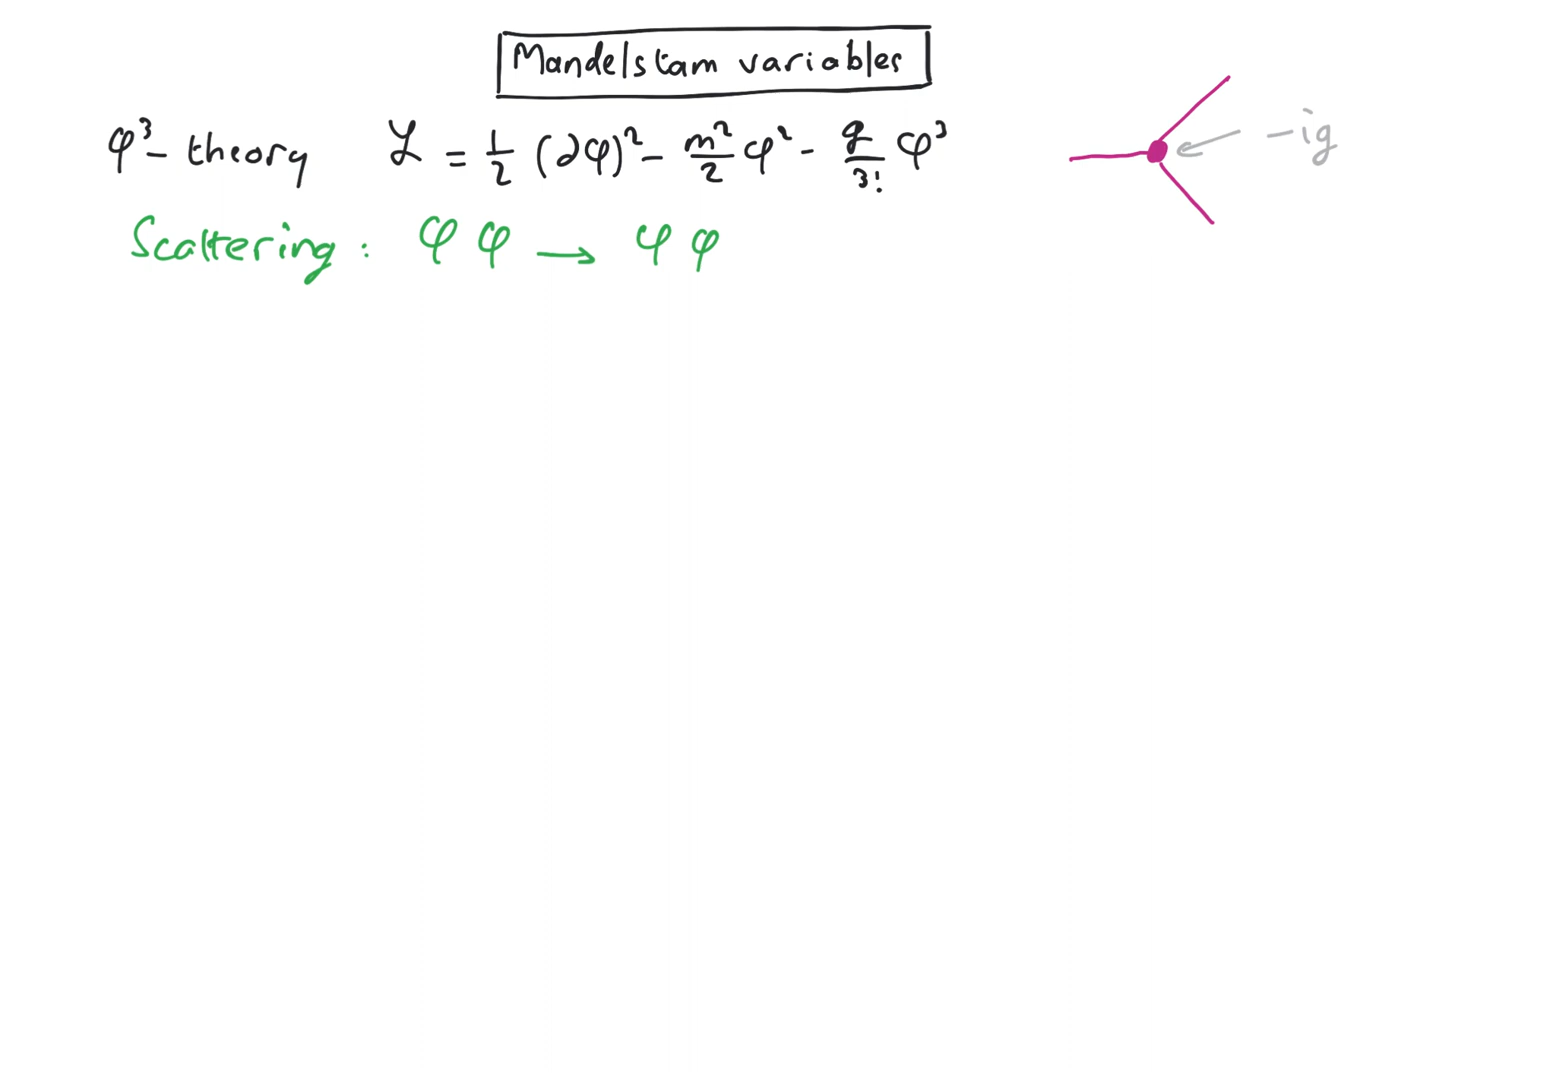 Mandelstam variables
φ³- theory ℒ = 1/2 (∂φ)² - m²/2 φ² - g/3! φ³
-ig
Scattering: φ φ → φ φ